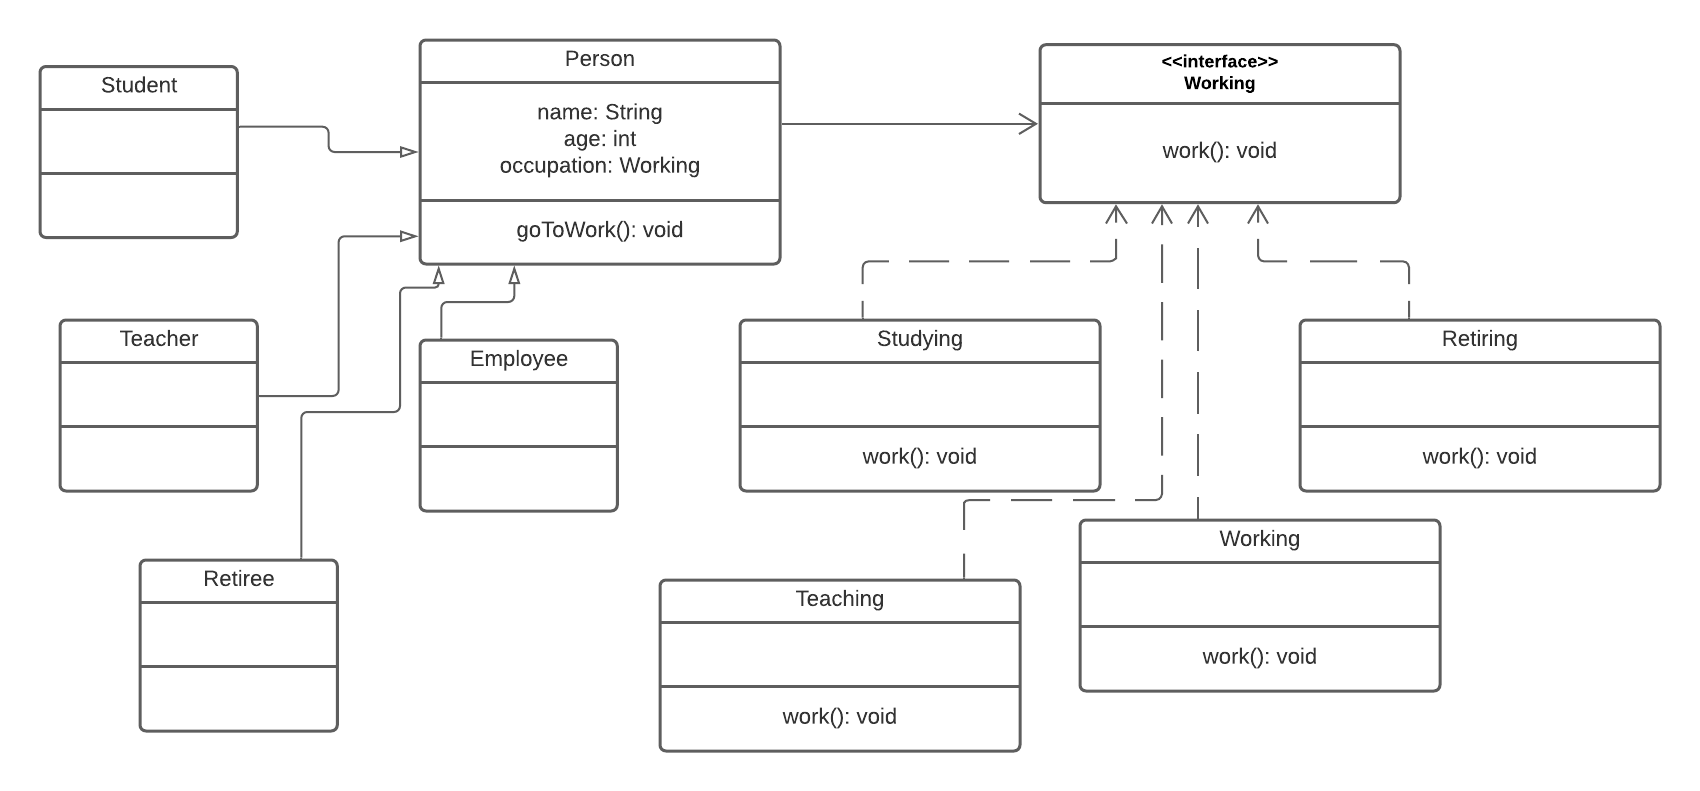 Student
Person
name: String
age: int
occupation: Working
goToWork(): void
<<interface>>
Working
work(): void
Teacher
Employee
Retiree
Studying
work(): void
Retiring
work(): void
Teaching
work(): void
Working
work(): void